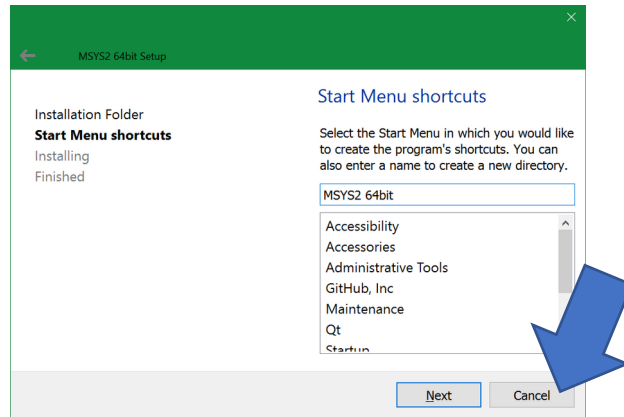 MSYS2 64bit Setup
Installation Folder
Start Menu shortcuts
Installing
Finished
Start Menu shortcuts
Select the Start Menu in which you would like
to create the program's shortcuts. You can
also enter a name to create a new directory.
MSYS2 64bit
Accessibility
Accessories
Administrative Tools
GitHub, Inc
Maintenance
Qt
Startup
Next
Cancel